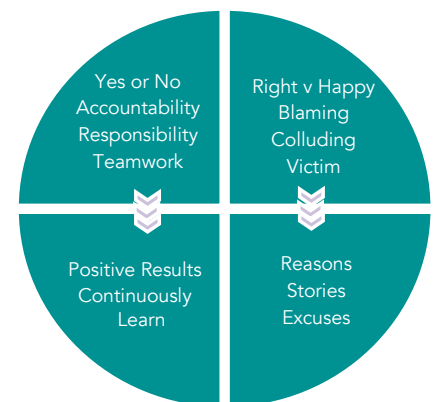 Yes or No
Accountability
Responsibility
Teamwork
Right v Happy
Blaming
Colluding
Victim
Positive Results
Continuously
Learn
Reasons
Stories
Excuses